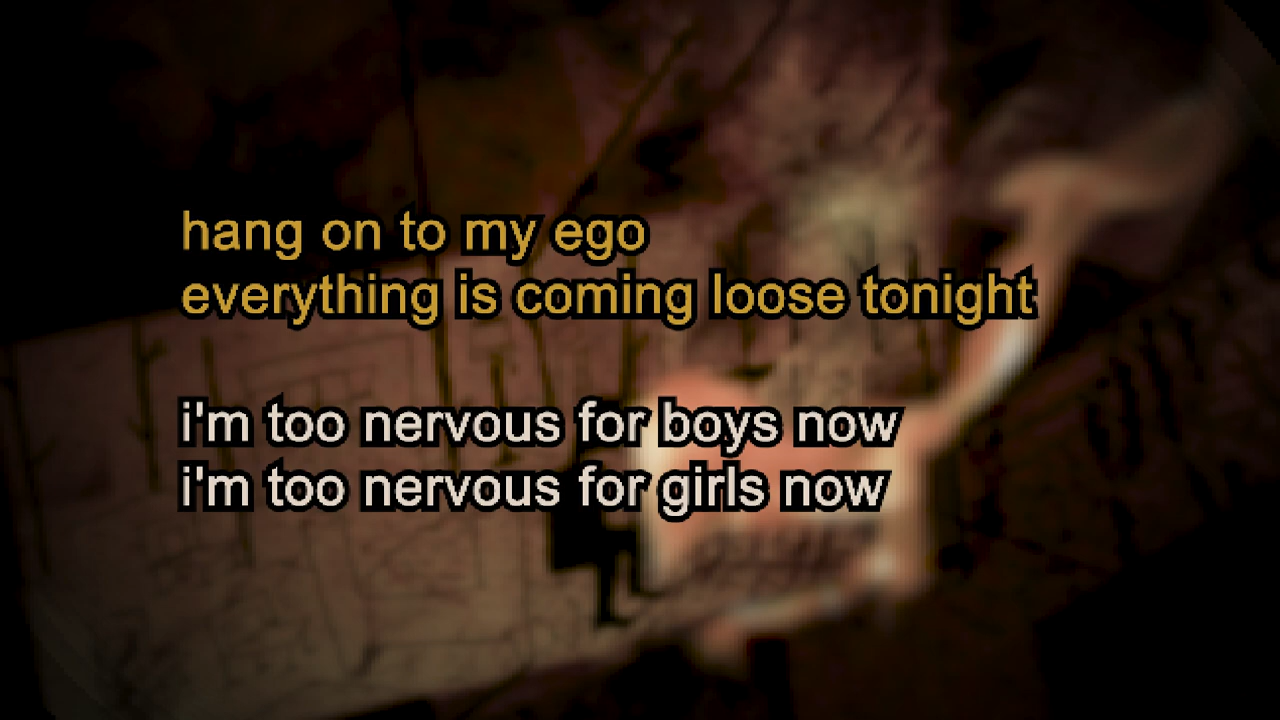 hang on to my ego
everything is coming loose tonight
i'm too nervous for boys now
i'm too nervous for girls now